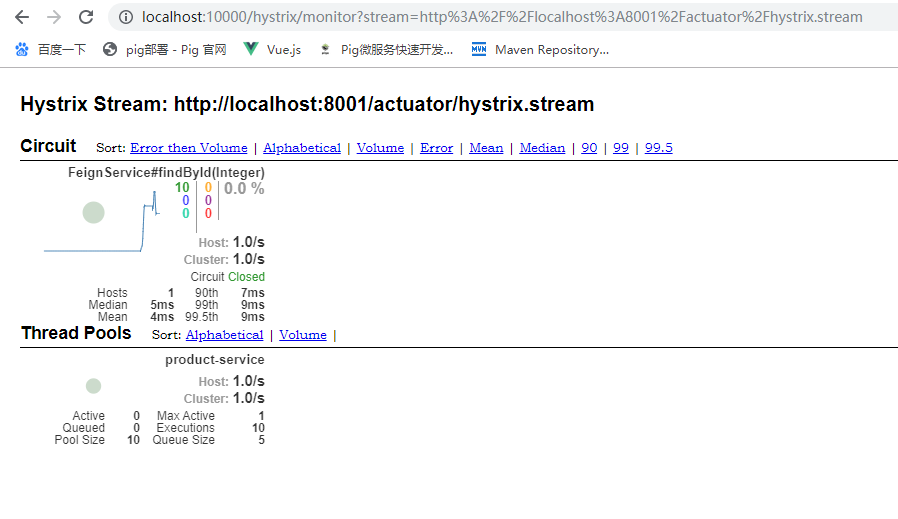 localhost:10000/hystrix/monitor?stream=http%3A%2F%2Flocalhost%3A8001%2Factuator%2Fhystrix.stream
百度一下 pig部署 - Pig 官网 Vue.js Pig微服务快速开发... MVN Maven Repository...
Hystrix Stream: http://localhost:8001/actuator/hystrix.stream
Circuit Sort: Error then Volume | Alphabetical | Volume | Error | Mean | Median | 90 | 99 | 99.5
FeignService#findById(Integer)
10 0 0.0 %
0 0
0 0
Host: 1.0/s
Cluster: 1.0/s
Circuit Closed
Hosts 1 90th 7ms
Median 5ms 99th 9ms
Mean 4ms 99.5th 9ms
Thread Pools Sort: Alphabetical | Volume |
product-service
Host: 1.0/s
Cluster: 1.0/s
Active 0 Max Active 1
Queued 0 Executions 10
Pool Size 10 Queue Size 5